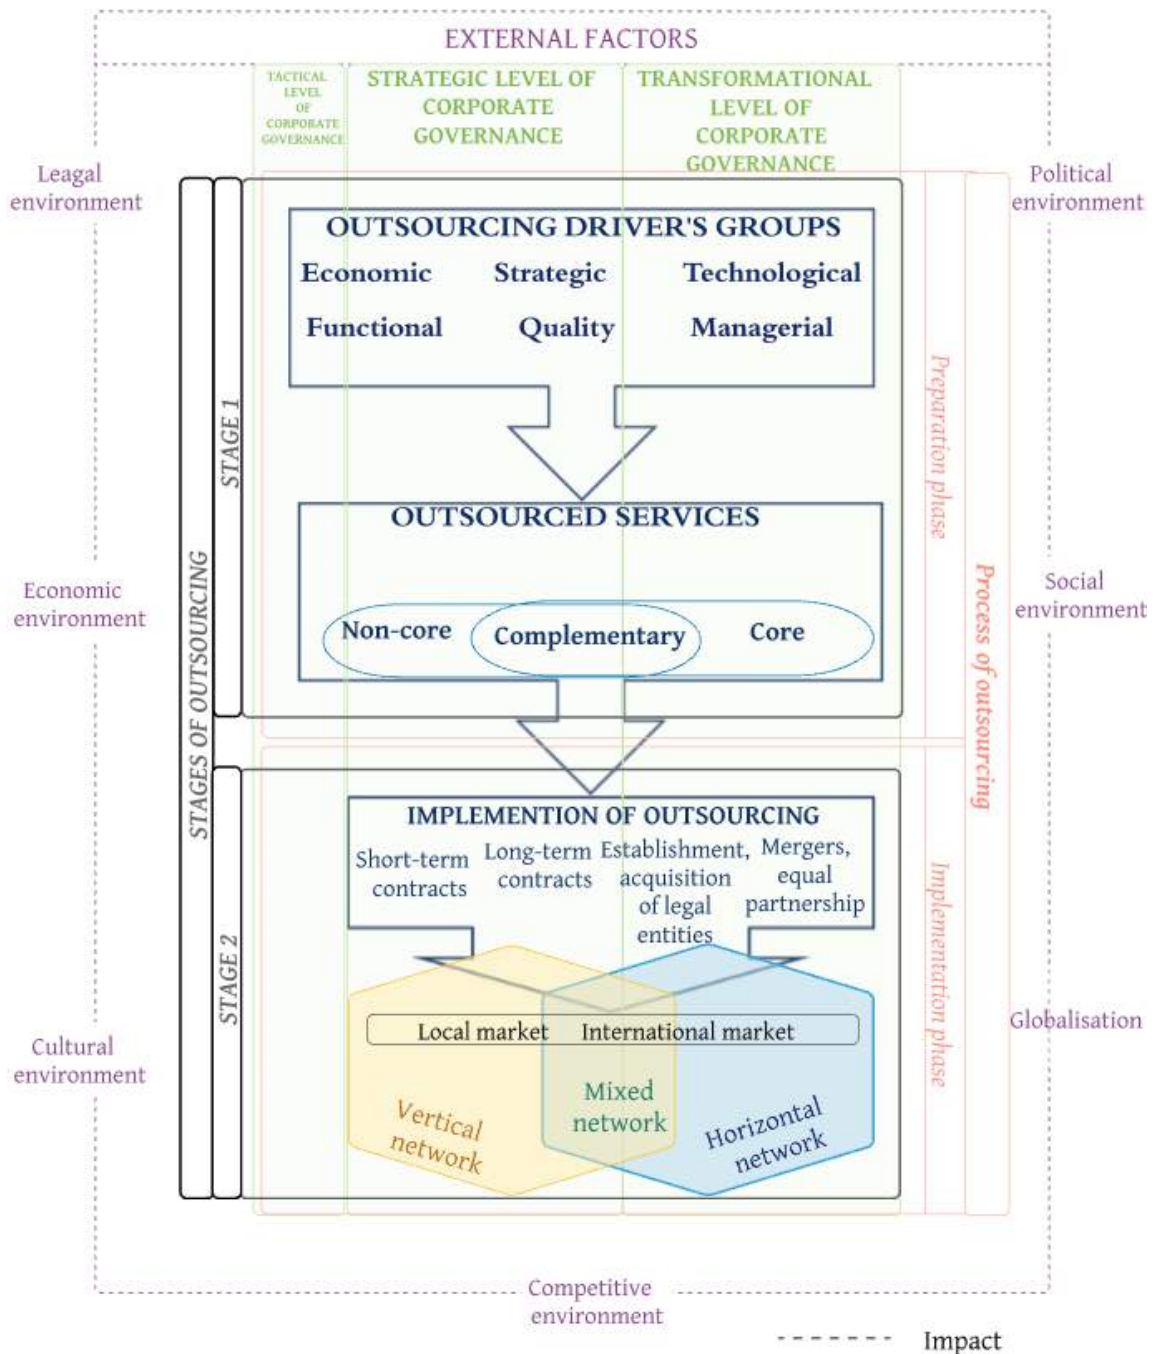 EXTERNAL FACTORS
TACTICAL
LEVEL
OF
CORPORATE
GOVERNANCE
STRATEGIC LEVEL OF
CORPORATE
GOVERNANCE
TRANSFORMATIONAL
LEVEL OF
CORPORATE
GOVERNANCE
Leagal
environment
Political
environment
OUTSOURCING DRIVER'S GROUPS
Economic Strategic Technological
Functional Quality Managerial
STAGE 1
Preparation phase
OUTSOURCED SERVICES
Non-core Complementary Core
Economic
environment
Social
environment
STAGES OF OUTSOURCING
Process of outsourcing
IMPLEMENTION OF OUTSOURCING
Short-term
contracts
Long-term
contracts
Establishment,
acquisition
of legal
entities
Mergers,
equal
partnership
STAGE 2
Implementation phase
Local market International market
Mixed
network
Vertical
network
Horizontal
network
Cultural
environment
Globalisation
Competitive
environment
Impact